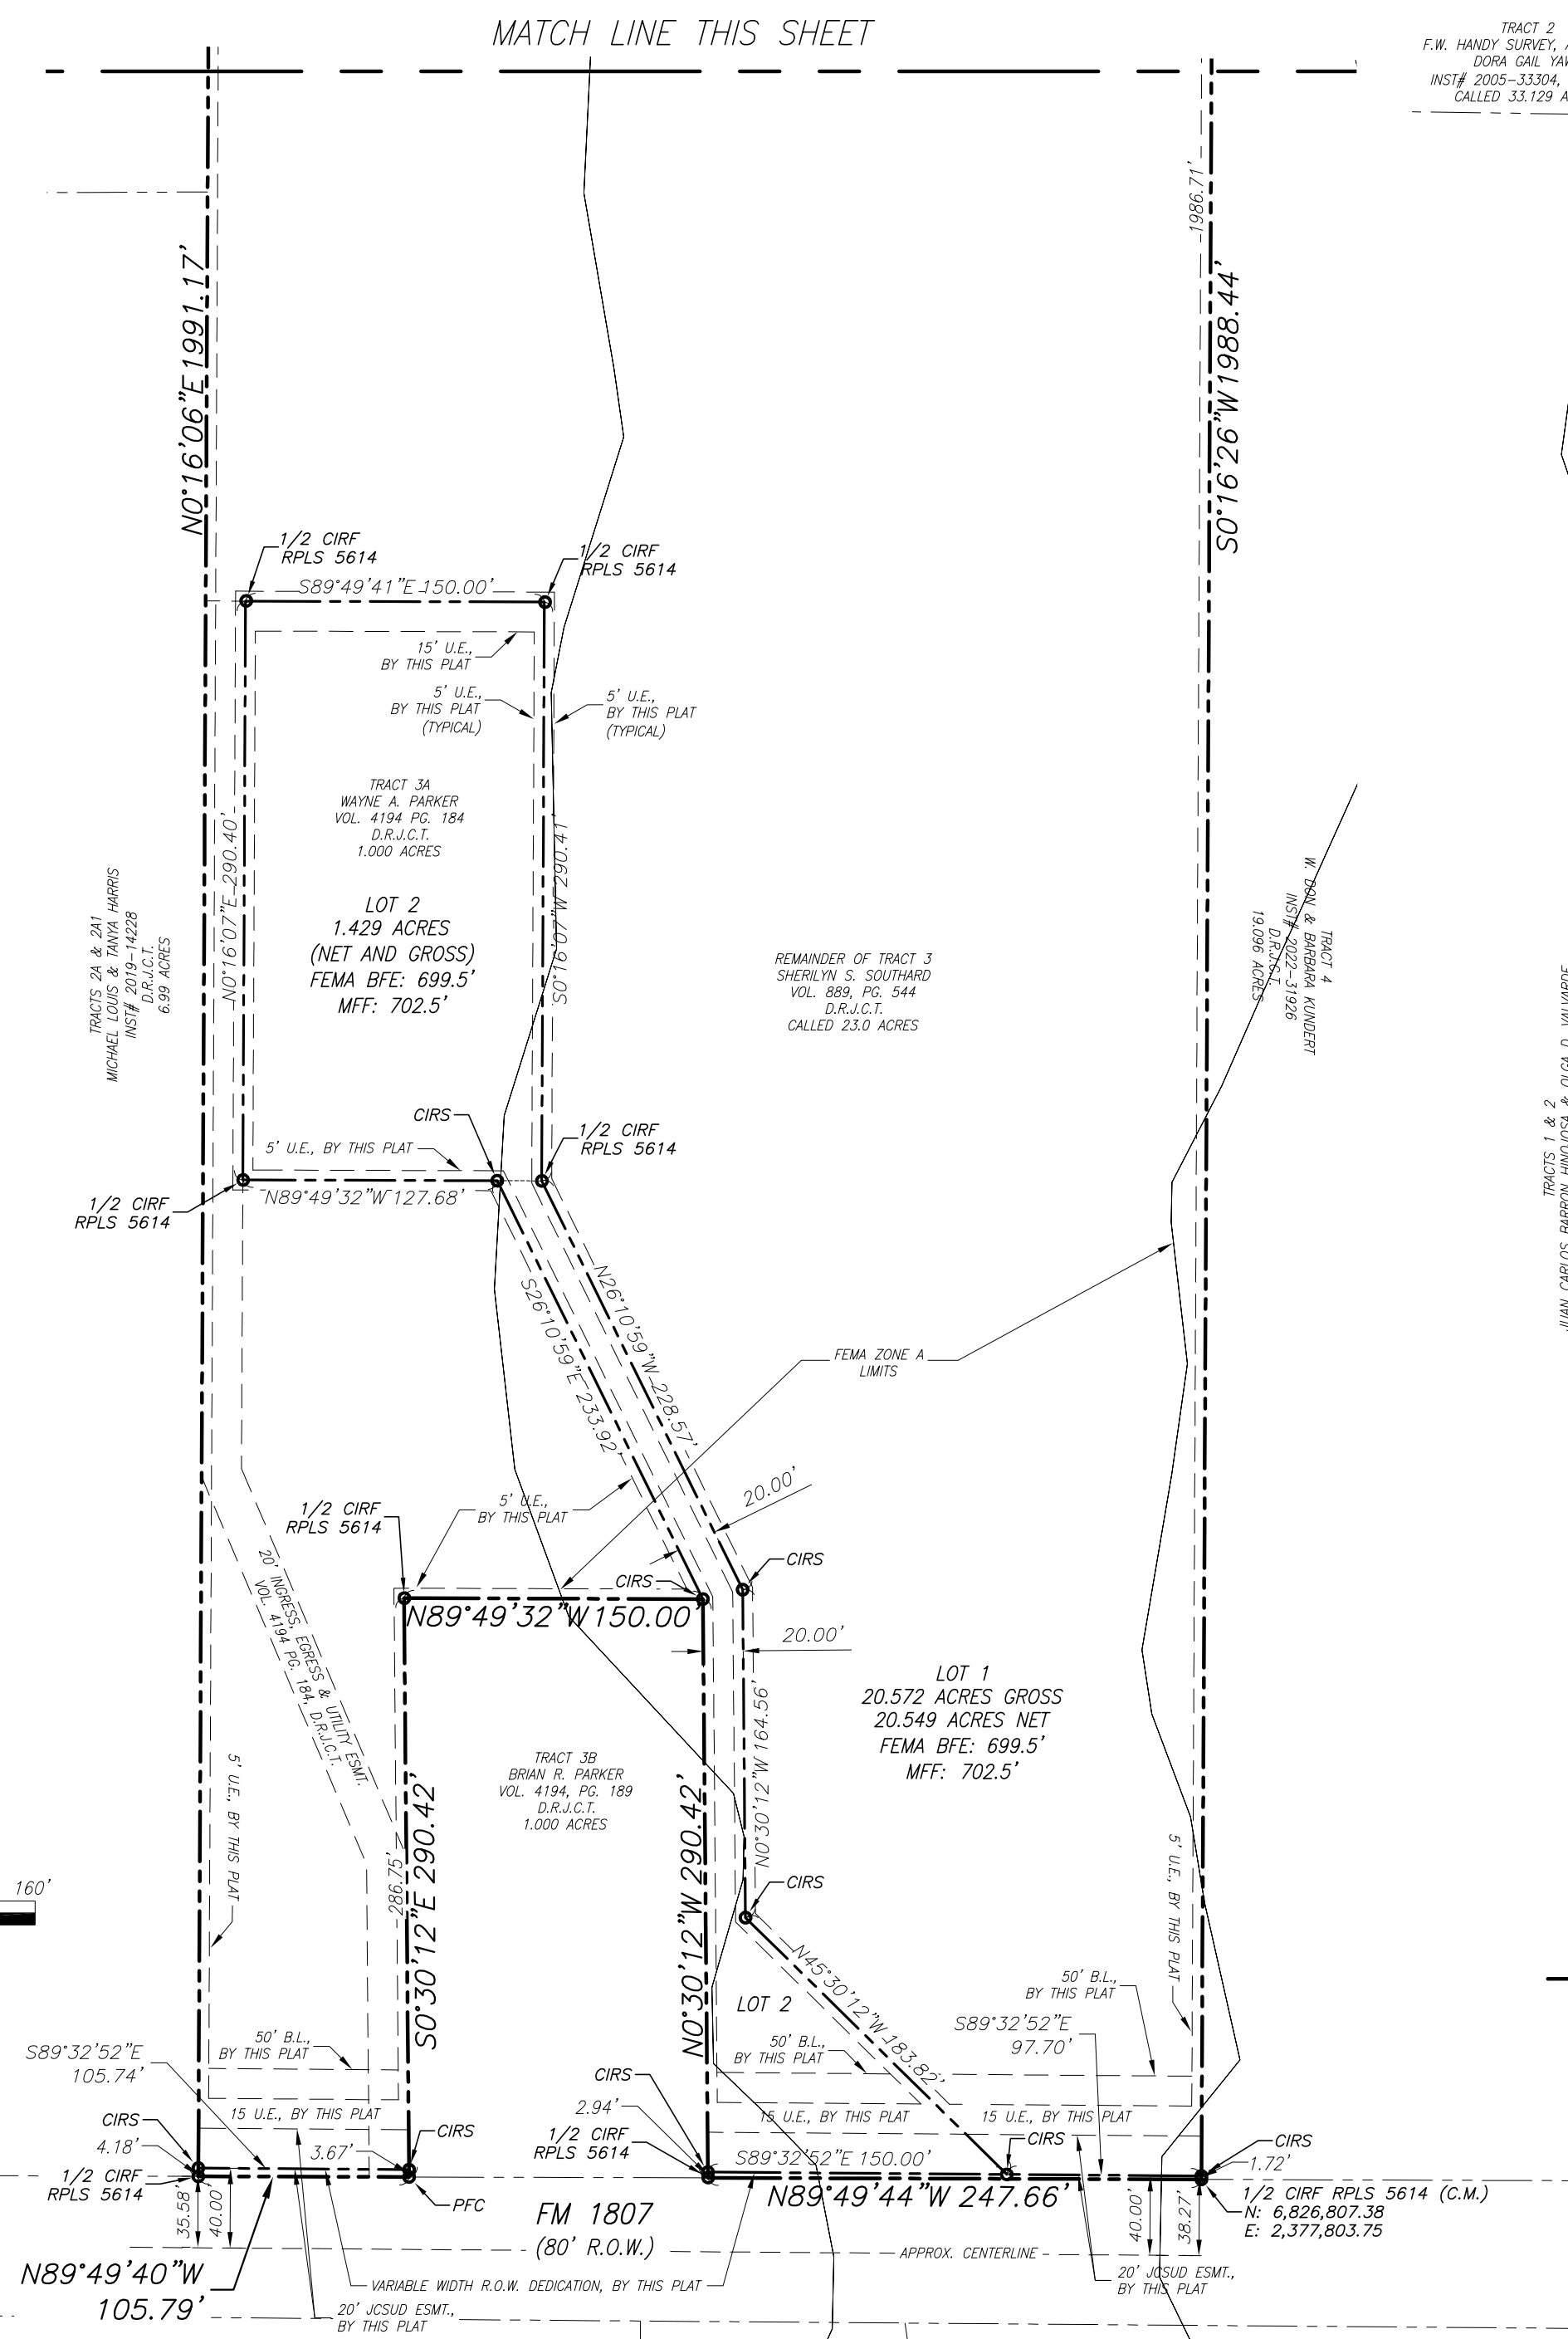 MATCH LINE THIS SHEET
TRACT 2
F.W. HANDY SURVEY,
DORA GAIL
INST# 2005-33304,
CALLED 33.129
1986.71'
N0°16'06"E 1991.17'
S0°16'26"W 1988.44'
1/2 CIRF
RPLS 5614
1/2 CIRF
RPLS 5614
S89°49'41"E 150.00'
15' U.E.,
BY THIS PLAT
5' U.E.,
BY THIS PLAT
(TYPICAL)
5' U.E.,
BY THIS PLAT
(TYPICAL)
TRACT 3A
WAYNE A. PARKER
VOL. 4194 PG. 184
D.R.J.C.T.
1.000 ACRES
LOT 2
1.429 ACRES
(NET AND GROSS)
FEMA BFE: 699.5'
MFF: 702.5'
N0°16'07"E 290.40'
S0°16'07"W 290.41'
TRACTS 2A & 2A1
MICHAEL LOUIS & TANYA HARRIS
INST# 2019-14228
D.R.J.C.T.
6.99 ACRES
REMAINDER OF TRACT 3
SHERILYN S. SOUTHARD
VOL. 889, PG. 544
D.R.J.C.T.
CALLED 23.0 ACRES
TRACT 4
W. DON & BARBARA KUNDERT
INST# 2022-31926
D.R.J.C.T.
19.096 ACRES
TRACTS 1 & 2
JUAN CARLOS BARRON HINOJOSA & OLGA D. VALVARDE
CIRS
1/2 CIRF
RPLS 5614
5' U.E., BY THIS PLAT
N89°49'32"W 127.68'
1/2 CIRF
RPLS 5614
S26°10'59"E 233.92'
N26°10'59"W 228.57'
FEMA ZONE A
LIMITS
20.00'
5' U.E.,
BY THIS PLAT
1/2 CIRF
RPLS 5614
CIRS
CIRS
N89°49'32"W 150.00'
20.00'
20' INGRESS, EGRESS & UTILITY ESMT.
VOL. 4194 PG. 184, D.R.J.C.T.
LOT 1
20.572 ACRES GROSS
20.549 ACRES NET
FEMA BFE: 699.5'
MFF: 702.5'
N0°30'12"W 164.56'
TRACT 3B
BRIAN R. PARKER
VOL. 4194, PG. 189
D.R.J.C.T.
1.000 ACRES
5' U.E., BY THIS PLAT
286.75'
S0°30'12"E 290.42'
N0°30'12"W 290.42'
5' U.E., BY THIS PLAT
160'
CIRS
N45°30'12"W 183.82'
LOT 2
50' B.L.,
BY THIS PLAT
50' B.L.,
BY THIS PLAT
50' B.L.,
BY THIS PLAT
S89°32'52"E
97.70'
S89°32'52"E
105.74'
15 U.E., BY THIS PLAT
15 U.E., BY THIS PLAT
15 U.E., BY THIS PLAT
CIRS
4.18'
1/2 CIRF
RPLS 5614
3.67'
CIRS
PFC
CIRS
2.94'
1/2 CIRF
RPLS 5614
S89°32'52"E 150.00'
CIRS
CIRS
1.72'
N89°49'44"W 247.66'
1/2 CIRF RPLS 5614 (C.M.)
N: 6,826,807.38
E: 2,377,803.75
35.58'
40.00'
40.00'
38.27'
FM 1807
(80' R.O.W.)
APPROX. CENTERLINE
N89°49'40"W
105.79'
VARIABLE WIDTH R.O.W. DEDICATION, BY THIS PLAT
20' JCSUD ESMT.,
BY THIS PLAT
20' JCSUD ESMT.,
BY THIS PLAT